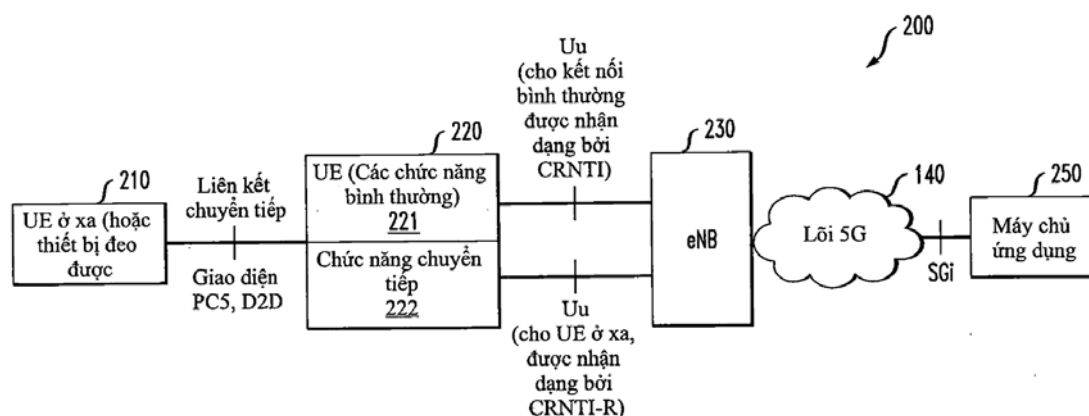 200
Uu
(cho kết nối
bình thường
được nhận
dạng bởi
CRNTI)
220
230
210
140
250
Liên kết
chuyển tiếp
UE (Các chức năng
bình thường)
221
UE ở xa (hoặc
thiết bị đeo
được
eNB
Lõi 5G
Máy chủ
ứng dụng
Giao diện
PC5, D2D
Chức năng chuyển
tiếp
222
SGi
Uu
(cho UE ở xa,
được nhận
dạng bởi
CRNTI-R)